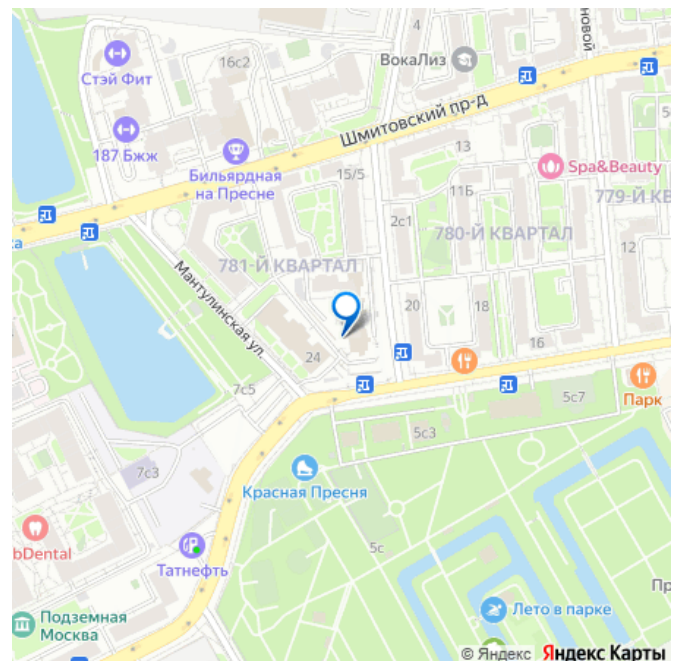 4
16с2
ВокаЛиз
новой
Стэй Фит
Шмитовский пр-д
187 Бжж
Бильярдная
на Пресне
15/5
13
Spa&Beauty
11Б
779-Й КВ
2с1
780-Й КВАРТАЛ
12
781-Й КВАРТАЛ
Мантулинская ул.
20
18
16
24
7с5
5с7
Парк
5с3
Красная Пресня
7с3
5с
bDental
Татнефть
Пр
Лето в парке
Подземная
Москва
© Яндекс Яндекс Карты